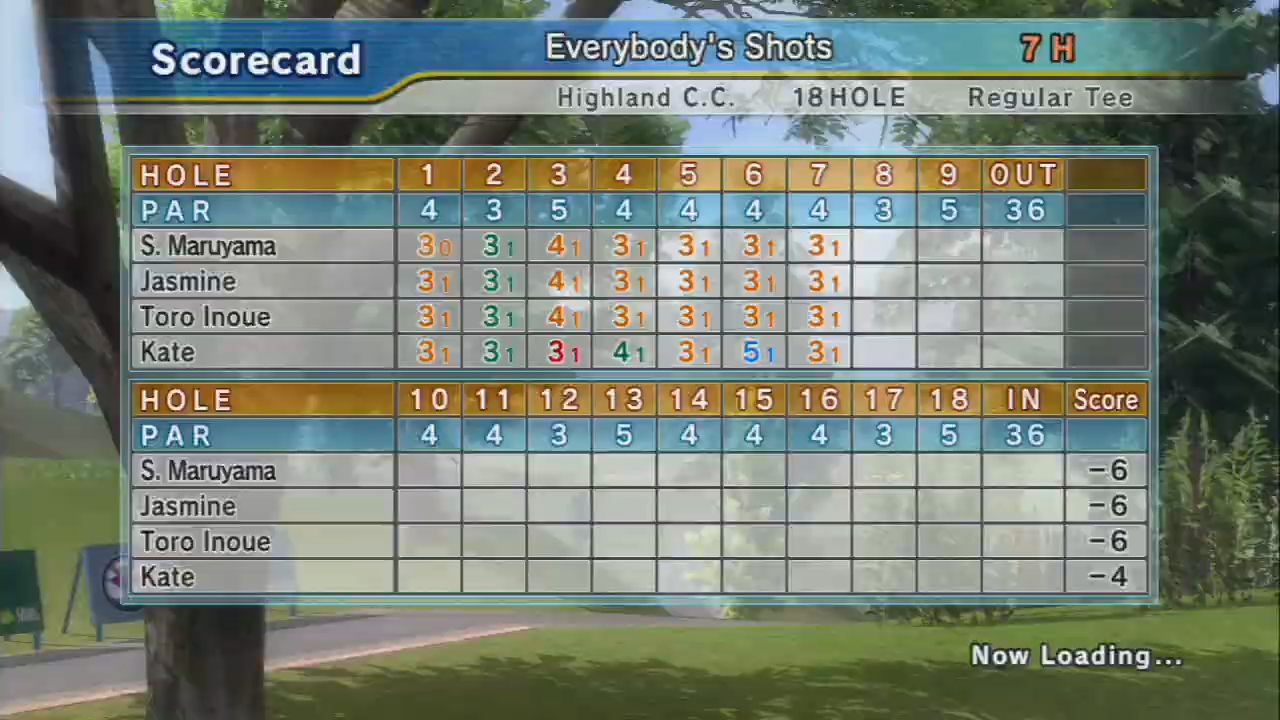 Scorecard
Everybody's Shots
7 H
Highland C.C. 18HOLE Regular Tee
HOLE 1 2 3 4 5 6 7 8 9 OUT
PAR 4 3 5 4 4 4 4 3 5 36
S. Maruyama 3 0 3 1 4 1 3 1 3 1 3 1 3 1
Jasmine 3 1 3 1 4 1 3 1 3 1 3 1 3 1
Toro Inoue 3 1 3 1 4 1 3 1 3 1 3 1 3 1
Kate 3 1 3 1 3 1 4 1 3 1 5 1 3 1
HOLE 10 11 12 13 14 15 16 17 18 IN Score
PAR 4 4 3 5 4 4 4 3 5 36
S. Maruyama -6
Jasmine -6
Toro Inoue -6
Kate -4
Now Loading...